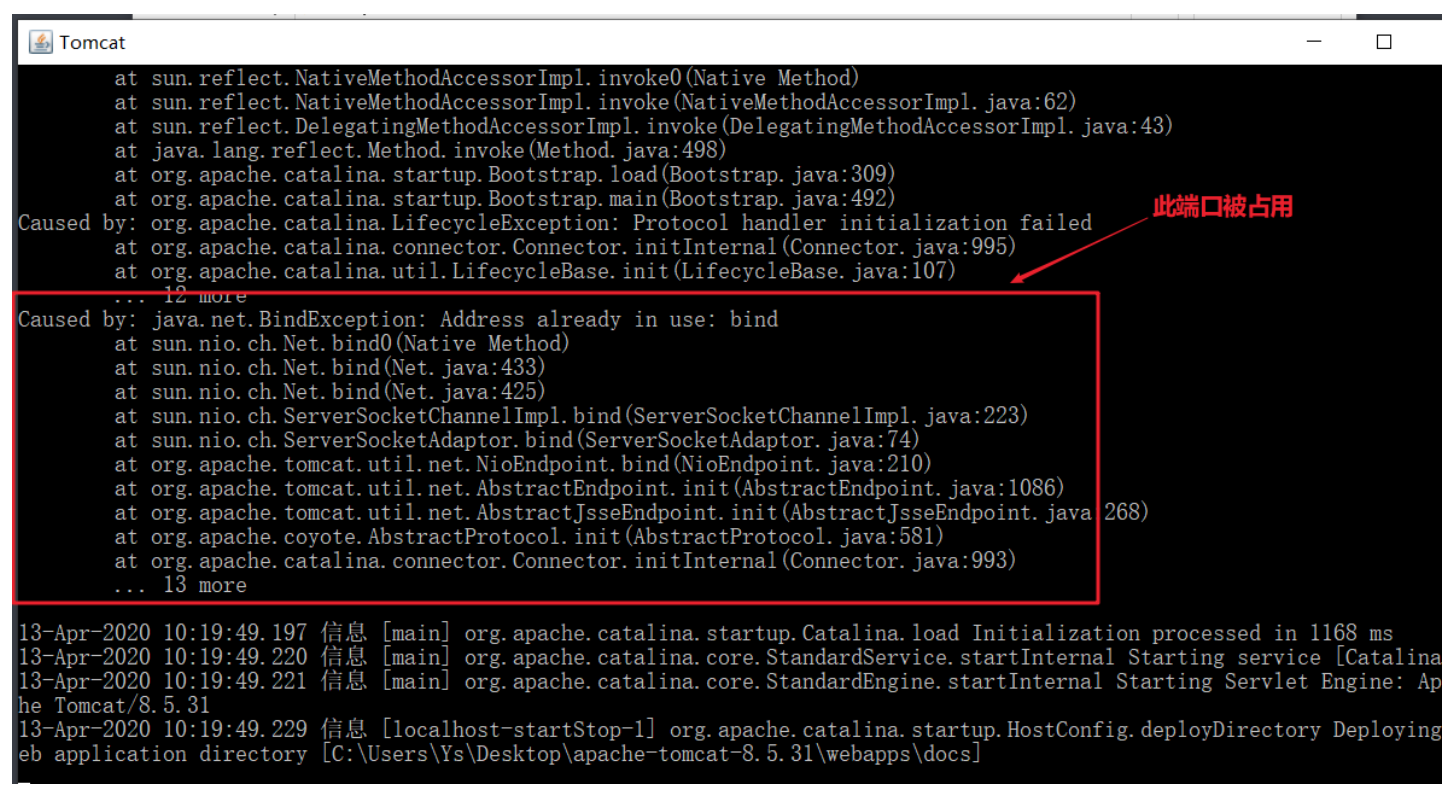 Tomcat
at sun.reflect.NativeMethodAccessorImpl.invoke0(Native Method)
at sun.reflect.NativeMethodAccessorImpl.invoke(NativeMethodAccessorImpl.java:62)
at sun.reflect.DelegatingMethodAccessorImpl.invoke(DelegatingMethodAccessorImpl.java:43)
at java.lang.reflect.Method.invoke(Method.java:498)
at org.apache.catalina.startup.Bootstrap.load(Bootstrap.java:309)
at org.apache.catalina.startup.Bootstrap.main(Bootstrap.java:492)
此端口被占用
Caused by: org.apache.catalina.LifecycleException: Protocol handler initialization failed
at org.apache.catalina.connector.Connector.initInternal(Connector.java:995)
at org.apache.catalina.util.LifecycleBase.init(LifecycleBase.java:107)
... 12 more
Caused by: java.net.BindException: Address already in use: bind
at sun.nio.ch.Net.bind0(Native Method)
at sun.nio.ch.Net.bind(Net.java:433)
at sun.nio.ch.Net.bind(Net.java:425)
at sun.nio.ch.ServerSocketChannelImpl.bind(ServerSocketChannelImpl.java:223)
at sun.nio.ch.ServerSocketAdaptor.bind(ServerSocketAdaptor.java:74)
at org.apache.tomcat.util.net.NioEndpoint.bind(NioEndpoint.java:210)
at org.apache.tomcat.util.net.AbstractEndpoint.init(AbstractEndpoint.java:1086)
at org.apache.tomcat.util.net.AbstractJsseEndpoint.init(AbstractJsseEndpoint.java:268)
at org.apache.coyote.AbstractProtocol.init(AbstractProtocol.java:581)
at org.apache.catalina.connector.Connector.initInternal(Connector.java:993)
... 13 more
13-Apr-2020 10:19:49.197 信息 [main] org.apache.catalina.startup.Catalina.load Initialization processed in 1168 ms
13-Apr-2020 10:19:49.220 信息 [main] org.apache.catalina.core.StandardService.startInternal Starting service [Catalina
13-Apr-2020 10:19:49.221 信息 [main] org.apache.catalina.core.StandardEngine.startInternal Starting Servlet Engine: Ap
he Tomcat/8.5.31
13-Apr-2020 10:19:49.229 信息 [localhost-startStop-1] org.apache.catalina.startup.HostConfig.deployDirectory Deploying
eb application directory [C:\Users\Ys\Desktop\apache-tomcat-8.5.31\webapps\docs]